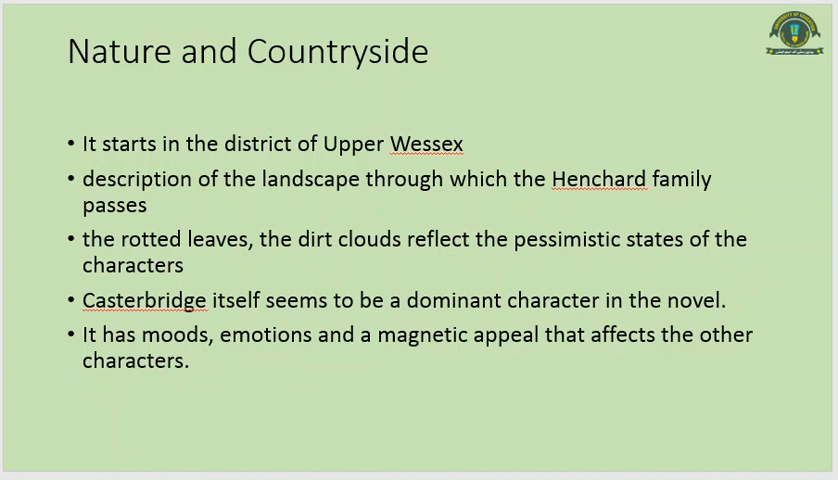 Nature and Countryside
• It starts in the district of Upper Wessex
• description of the landscape through which the Henchard family
passes
• the rotted leaves, the dirt clouds reflect the pessimistic states of the
characters
• Casterbridge itself seems to be a dominant character in the novel.
• It has moods, emotions and a magnetic appeal that affects the other
characters.